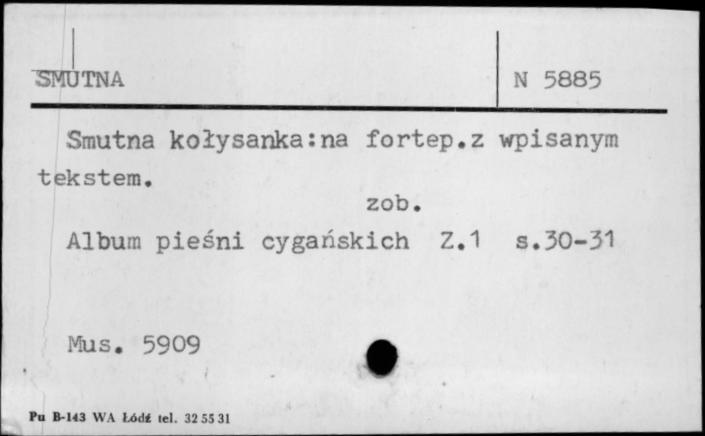 SMUTNA N 5885
Smutna kołysanka:na fortep.z wpisanym
tekstem.
zob.
Album pieśni cygańskich Z.1 s.30-31
Mus. 5909
Pu B-143 WA Łódź tel. 32 55 31